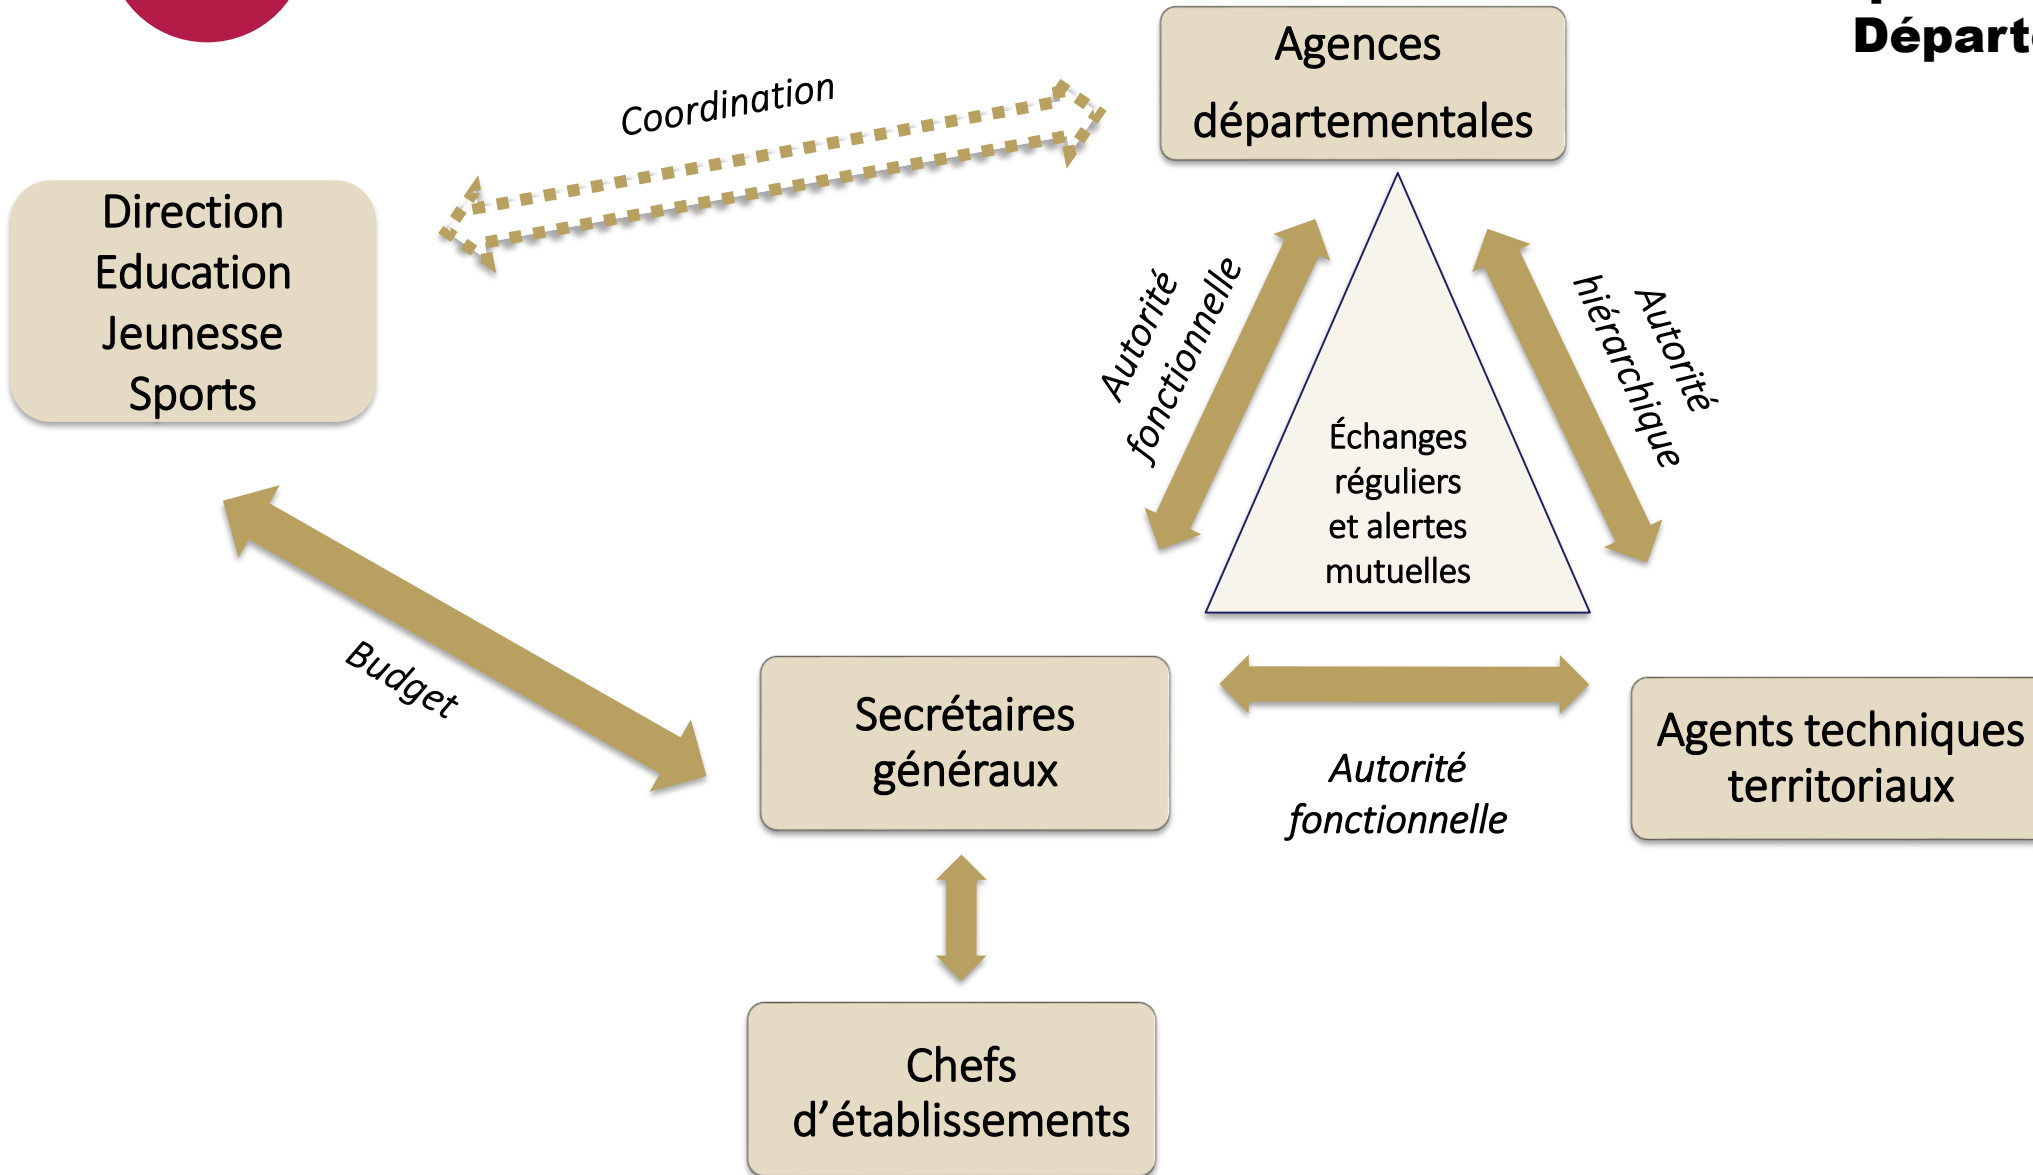 Agences
départementales
Coordination
Direction
Education
Jeunesse
Sports
Autorité
fonctionnelle
Autorité
hiérarchique
Échanges
réguliers
et alertes
mutuelles
Budget
Secrétaires
généraux
Autorité
fonctionnelle
Agents techniques
territoriaux
Chefs
d’établissements